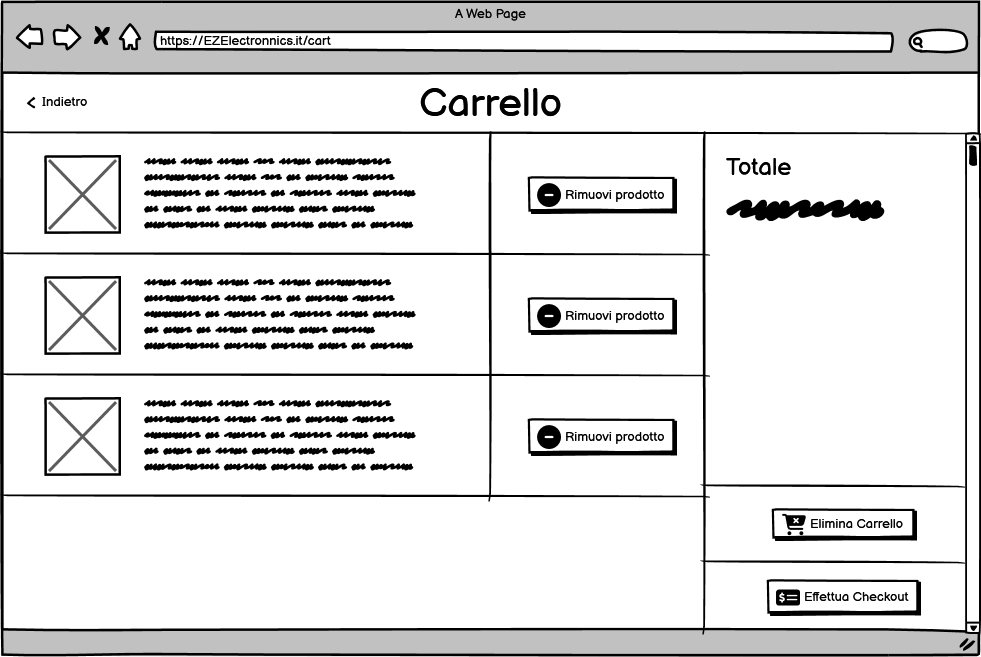 A Web Page
https://EZElectronnics.it/cart
Indietro
Carrello
Rimuovi prodotto
Totale
Rimuovi prodotto
Rimuovi prodotto
Elimina Carrello
Effettua Checkout